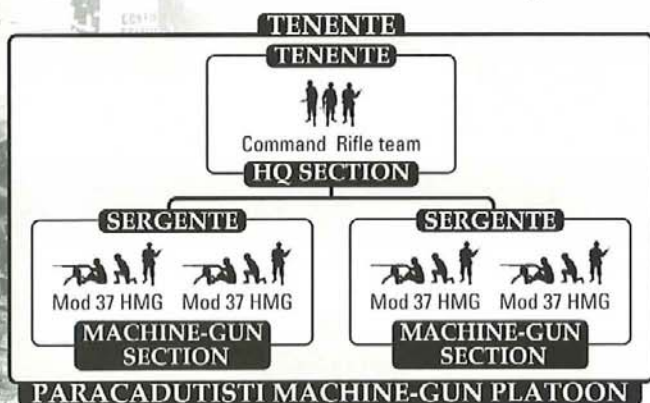 TENENTE
TENENTE
Command Rifle team
HQ SECTION
SERGENTE
SERGENTE
Mod 37 HMG Mod 37 HMG
Mod 37 HMG Mod 37 HMG
MACHINE-GUN
SECTION
MACHINE-GUN
SECTION
PARACADUTISTI MACHINE-GUN PLATOON